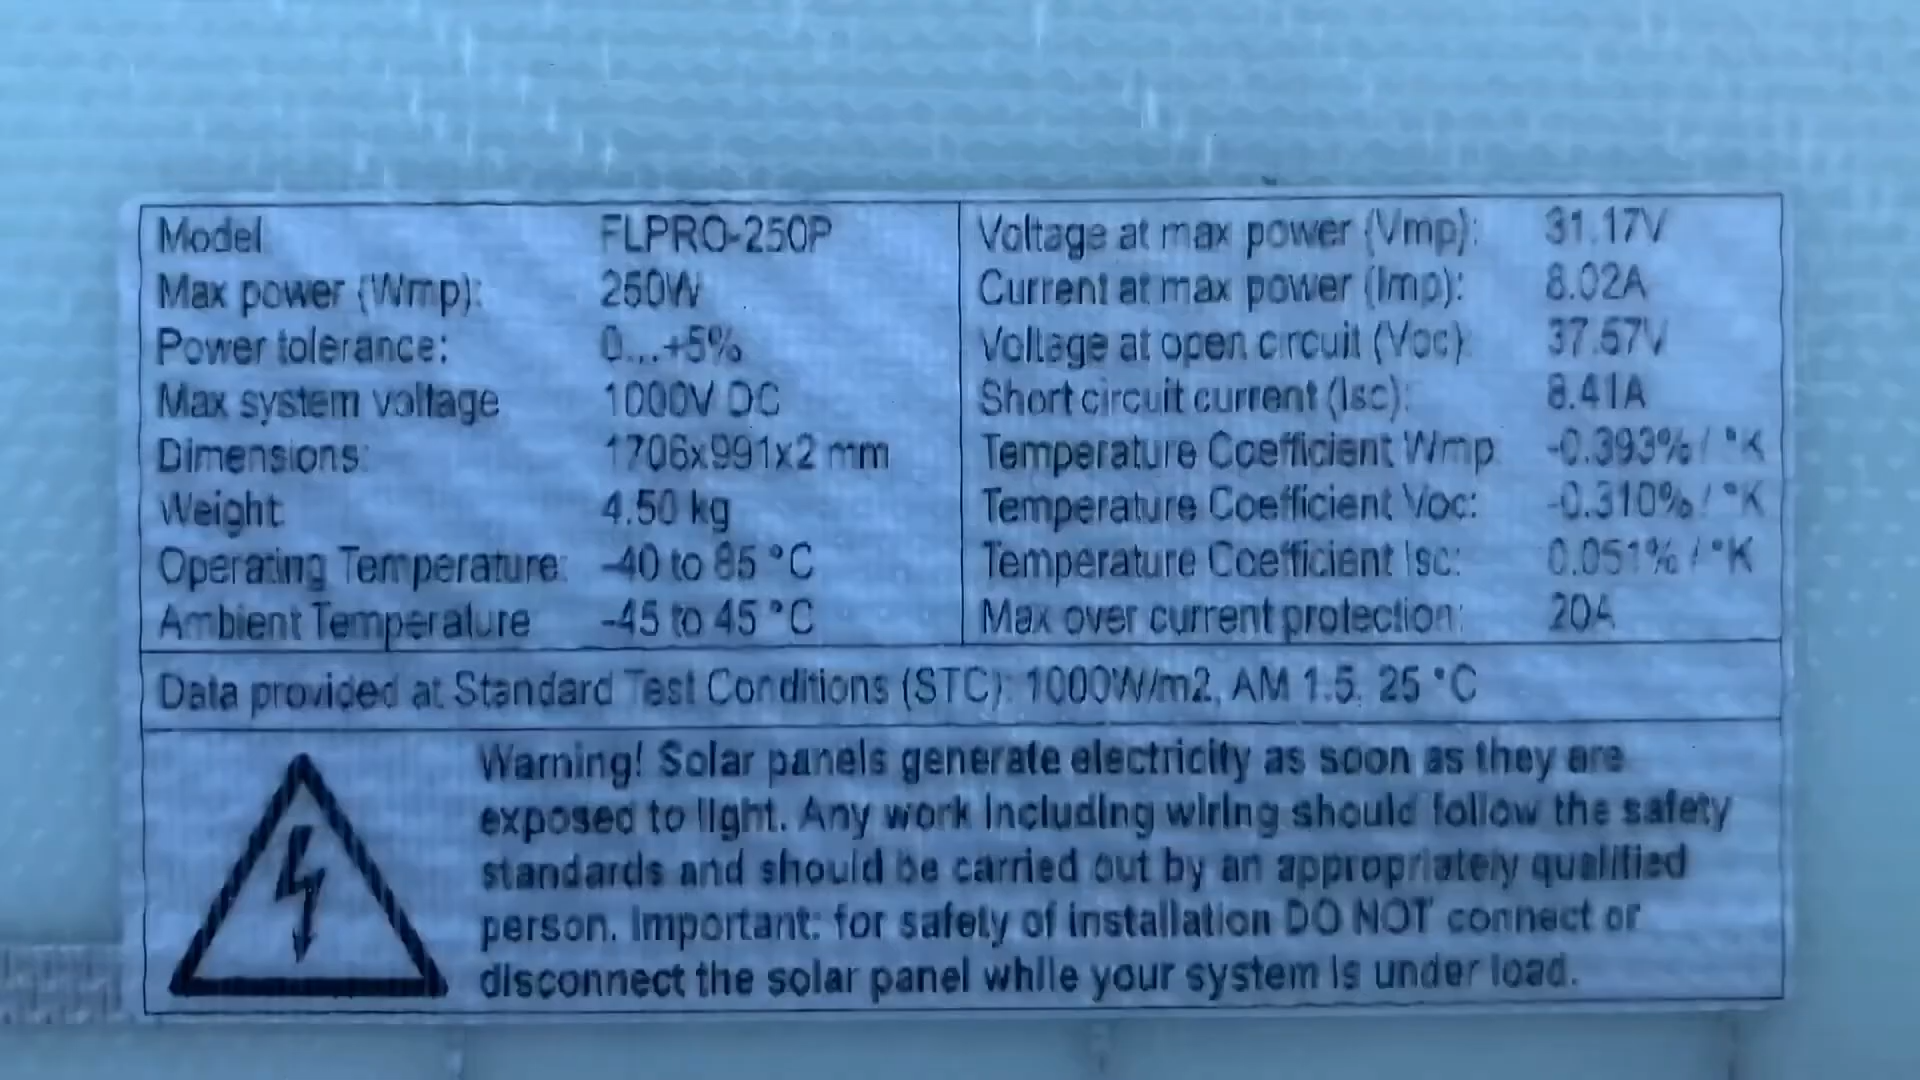 Model FLPRO-250P
Max power (Wmp): 250W
Power tolerance: 0...+5%
Max system voltage 1000V DC
Dimensions: 1706x991x2 mm
Weight 4.50 kg
Operating Temperature: -40 to 85 °C
Ambient Temperature -45 to 45 °C
Voltage at max power (Vmp): 31.17V
Current at max power (Imp): 8.02A
Voltage at open circuit (Voc): 37.67V
Short circuit current (Isc): 8.41A
Temperature Coefficient Wmp -0.393% / °K
Temperature Coefficient Voc: -0.310% / °K
Temperature Coefficient Isc: 0.051% / °K
Max over current protection: 20A
Data provided at Standard Test Conditions (STC): 1000W/m2, AM 1.5, 25 °C
Warning! Solar panels generate electricity as soon as they are
exposed to light. Any work including wiring should follow the safety
standards and should be carried out by an appropriately qualified
person. Important: for safety of installation DO NOT connect or
disconnect the solar panel while your system is under load.